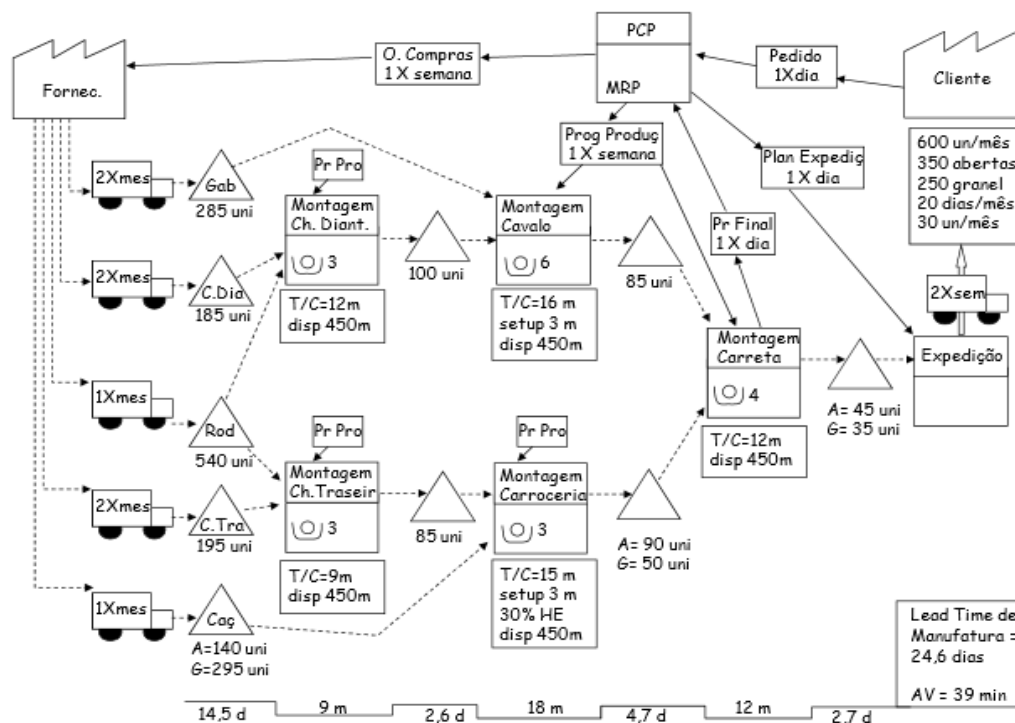 PCP
MRP
O. Compras
1 X semana
Pedido
1Xdia
Fornec.
Cliente
Prog Produç
1 X semana
Plan Expediç
1 X dia
Pr Final
1 X dia
600 un/mês
350 abertas
250 granel
20 dias/mês
30 un/mês
2Xsem
2Xmes
Gab
285 uni
Pr Pro
Montagem
Ch. Diant.
3
T/C=12m
disp 450m
100 uni
Montagem
Cavalo
6
T/C=16 m
setup 3 m
disp 450m
85 uni
2Xmes
C.Dia
185 uni
Montagem
Carreta
4
T/C=12m
disp 450m
A= 45 uni
G= 35 uni
Expedição
1Xmes
Rod
540 uni
Pr Pro
Montagem
Ch.Traseir
3
T/C=9m
disp 450m
85 uni
Pr Pro
Montagem
Carroceria
3
T/C=15 m
setup 3 m
30% HE
disp 450m
A= 90 uni
G= 50 uni
2Xmes
C.Tra
195 uni
1Xmes
Caç
A=140 uni
G=295 uni
Lead Time de
Manufatura =
24,6 dias
AV = 39 min
14,5 d
9 m
2,6 d
18 m
4,7 d
12 m
2,7 d